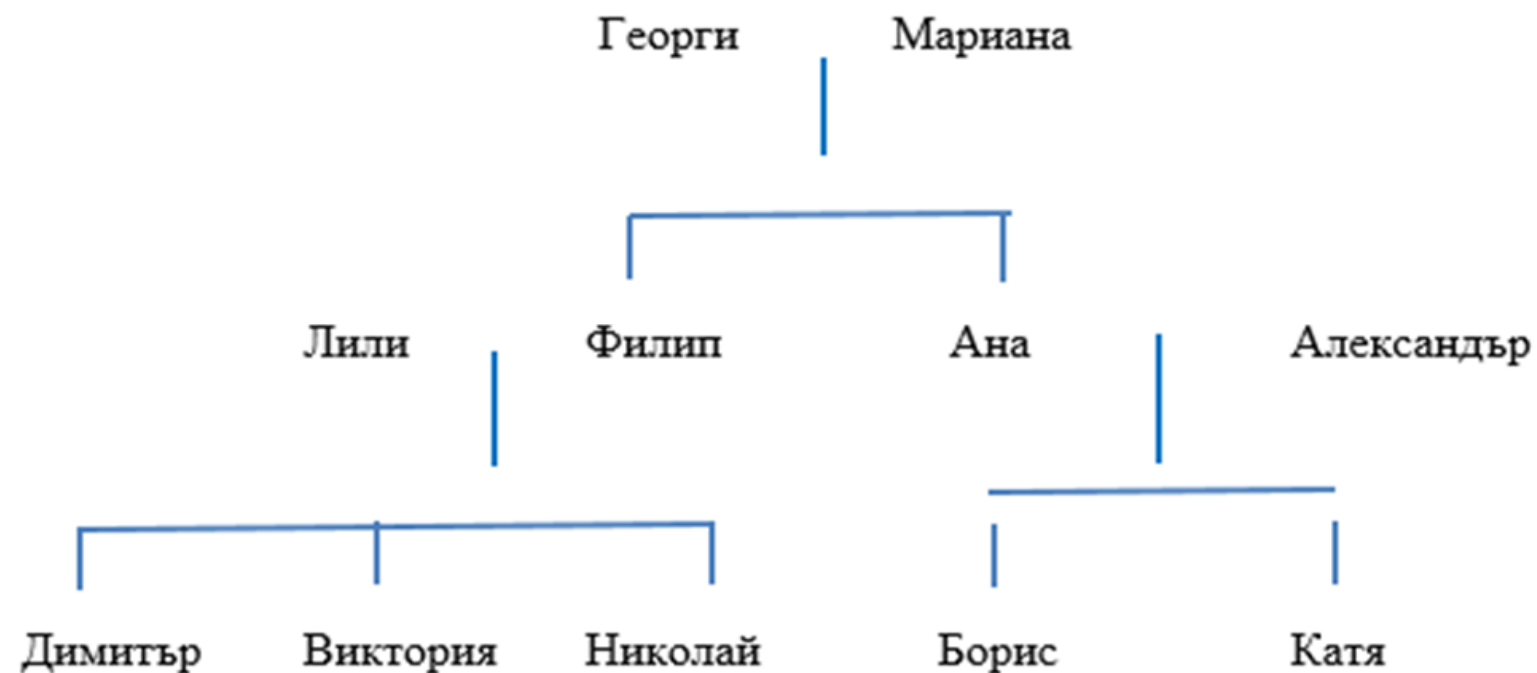 Георги Мариана
Лили Филип Ана Александър
Димитър Виктория Николай Борис Катя